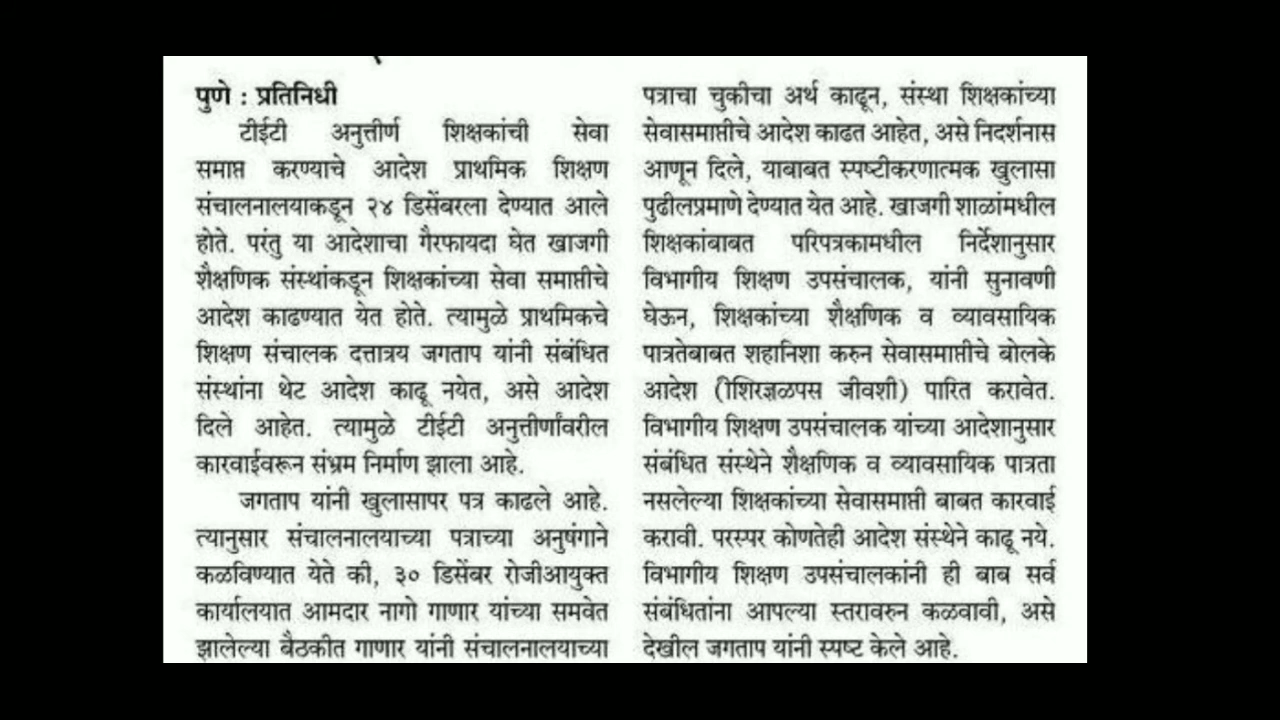 पुणे : प्रतिनिधी
टीईटी अनुत्तीर्ण शिक्षकांची सेवा
समाप्त करण्याचे आदेश प्राथमिक शिक्षण
संचालनालयाकडून २४ डिसेंबरला देण्यात आले
होते. परंतु या आदेशाचा गैरफायदा घेत खाजगी
शैक्षणिक संस्थांकडून शिक्षकांच्या सेवा समाप्तीचे
आदेश काढण्यात येत होते. त्यामुळे प्राथमिकचे
शिक्षण संचालक दत्तात्रय जगताप यांनी संबंधित
संस्थांना थेट आदेश काढू नयेत, असे आदेश
दिले आहेत. त्यामुळे टीईटी अनुत्तीर्णांवरील
कारवाईवरून संभ्रम निर्माण झाला आहे.
जगताप यांनी खुलासापर पत्र काढले आहे.
त्यानुसार संचालनालयाच्या पत्राच्या अनुषंगाने
कळविण्यात येते की, ३० डिसेंबर रोजीआयुक्त
कार्यालयात आमदार नागो गाणार यांच्या समवेत
झालेल्या बैठकीत गाणार यांनी संचालनालयाच्या
पत्राचा चुकीचा अर्थ काढून, संस्था शिक्षकांच्या
सेवासमाप्तीचे आदेश काढत आहेत, असे निदर्शनास
आणून दिले, याबाबत स्पष्टीकरणात्मक खुलासा
पुढीलप्रमाणे देण्यात येत आहे. खाजगी शाळांमधील
शिक्षकांबाबत परिपत्रकामधील निर्देशानुसार
विभागीय शिक्षण उपसंचालक, यांनी सुनावणी
घेऊन, शिक्षकांच्या शैक्षणिक व व्यावसायिक
पात्रतेबाबत शहानिशा करुन सेवासमाप्तीचे बोलके
आदेश (ीशिरज्ञळपस जीवशी) पारित करावेत.
विभागीय शिक्षण उपसंचालक यांच्या आदेशानुसार
संबंधित संस्थेने शैक्षणिक व व्यावसायिक पात्रता
नसलेल्या शिक्षकांच्या सेवासमाप्ती बाबत कारवाई
करावी. परस्पर कोणतेही आदेश संस्थेने काढू नये.
विभागीय शिक्षण उपसंचालकांनी ही बाब सर्व
संबंधितांना आपल्या स्तरावरुन कळवावी, असे
देखील जगताप यांनी स्पष्ट केले आहे.